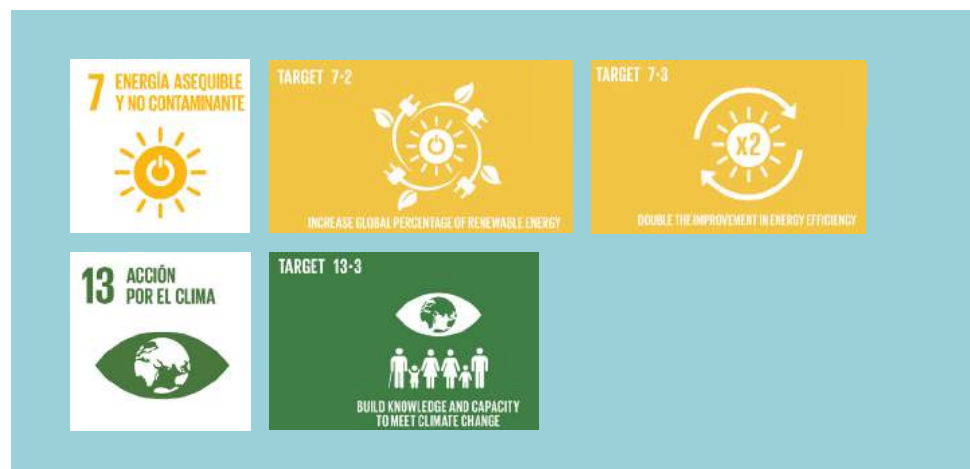 7 ENERGÍA ASEQUIBLE
Y NO CONTAMINANTE
TARGET 7·2
INCREASE GLOBAL PERCENTAGE OF RENEWABLE ENERGY
TARGET 7·3
X2
DOUBLE THE IMPROVEMENT IN ENERGY EFFICIENCY
13 ACCIÓN
POR EL CLIMA
TARGET 13·3
BUILD KNOWLEDGE AND CAPACITY
TO MEET CLIMATE CHANGE